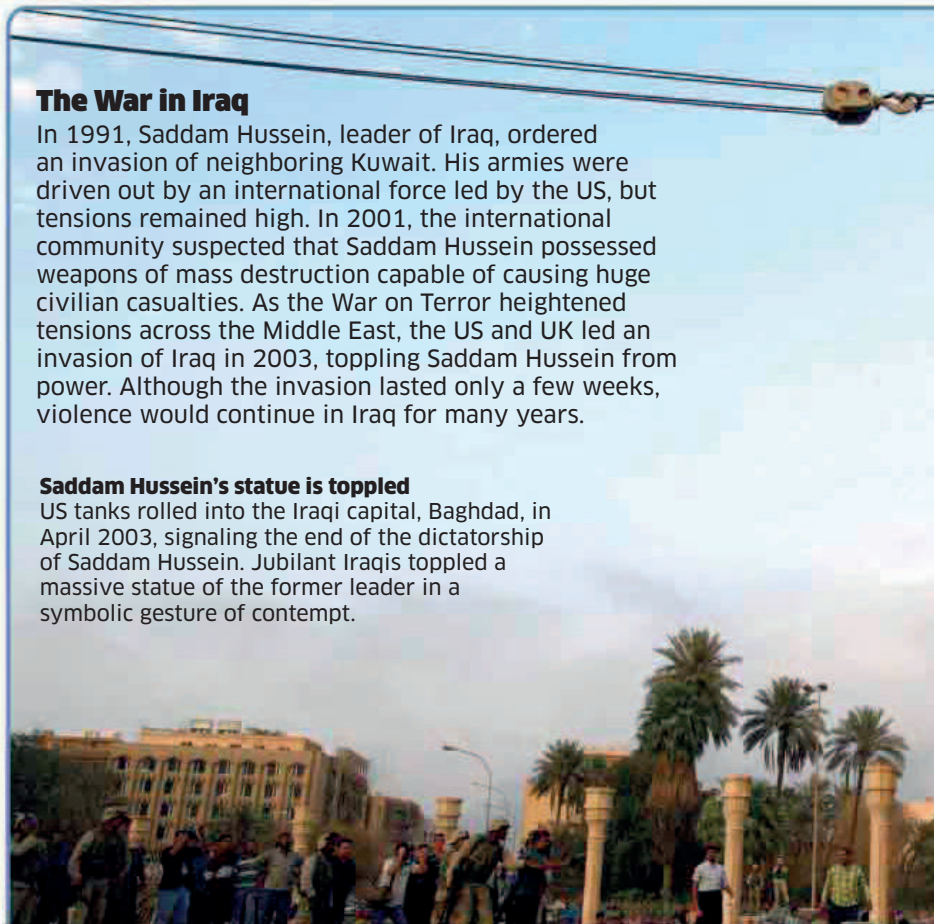 The War in Iraq
In 1991, Saddam Hussein, leader of Iraq, ordered
an invasion of neighboring Kuwait. His armies were
driven out by an international force led by the US, but
tensions remained high. In 2001, the international
community suspected that Saddam Hussein possessed
weapons of mass destruction capable of causing huge
civilian casualties. As the War on Terror heightened
tensions across the Middle East, the US and UK led an
invasion of Iraq in 2003, toppling Saddam Hussein from
power. Although the invasion lasted only a few weeks,
violence would continue in Iraq for many years.
Saddam Hussein’s statue is toppled
US tanks rolled into the Iraqi capital, Baghdad, in
April 2003, signaling the end of the dictatorship
of Saddam Hussein. Jubilant Iraqis toppled a
massive statue of the former leader in a
symbolic gesture of contempt.